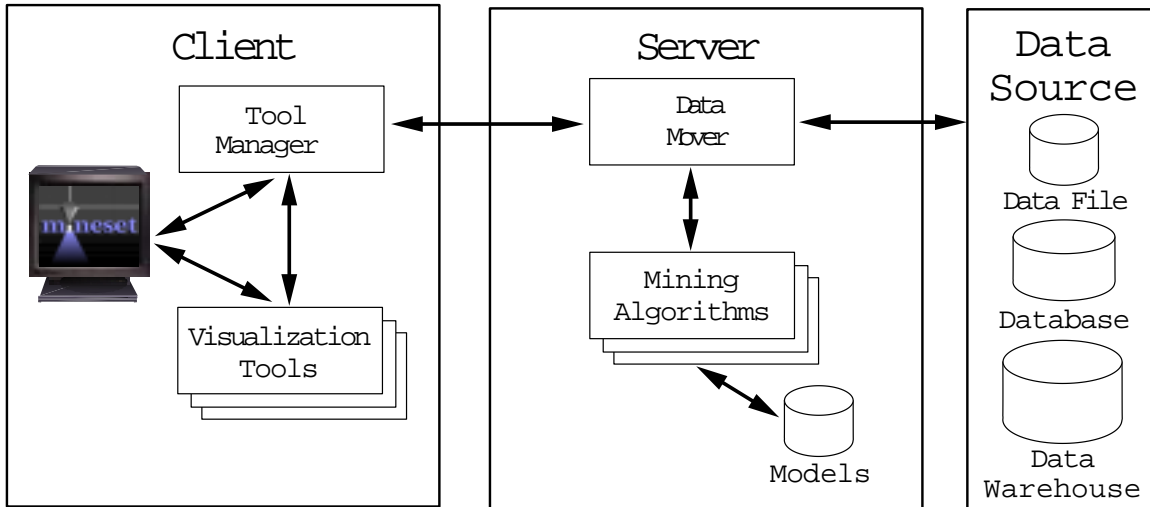 Client
Tool
Manager
mineset
Visualization
Tools
Server
Data
Mover
Mining
Algorithms
Models
Data
Source
Data File
Database
Data
Warehouse